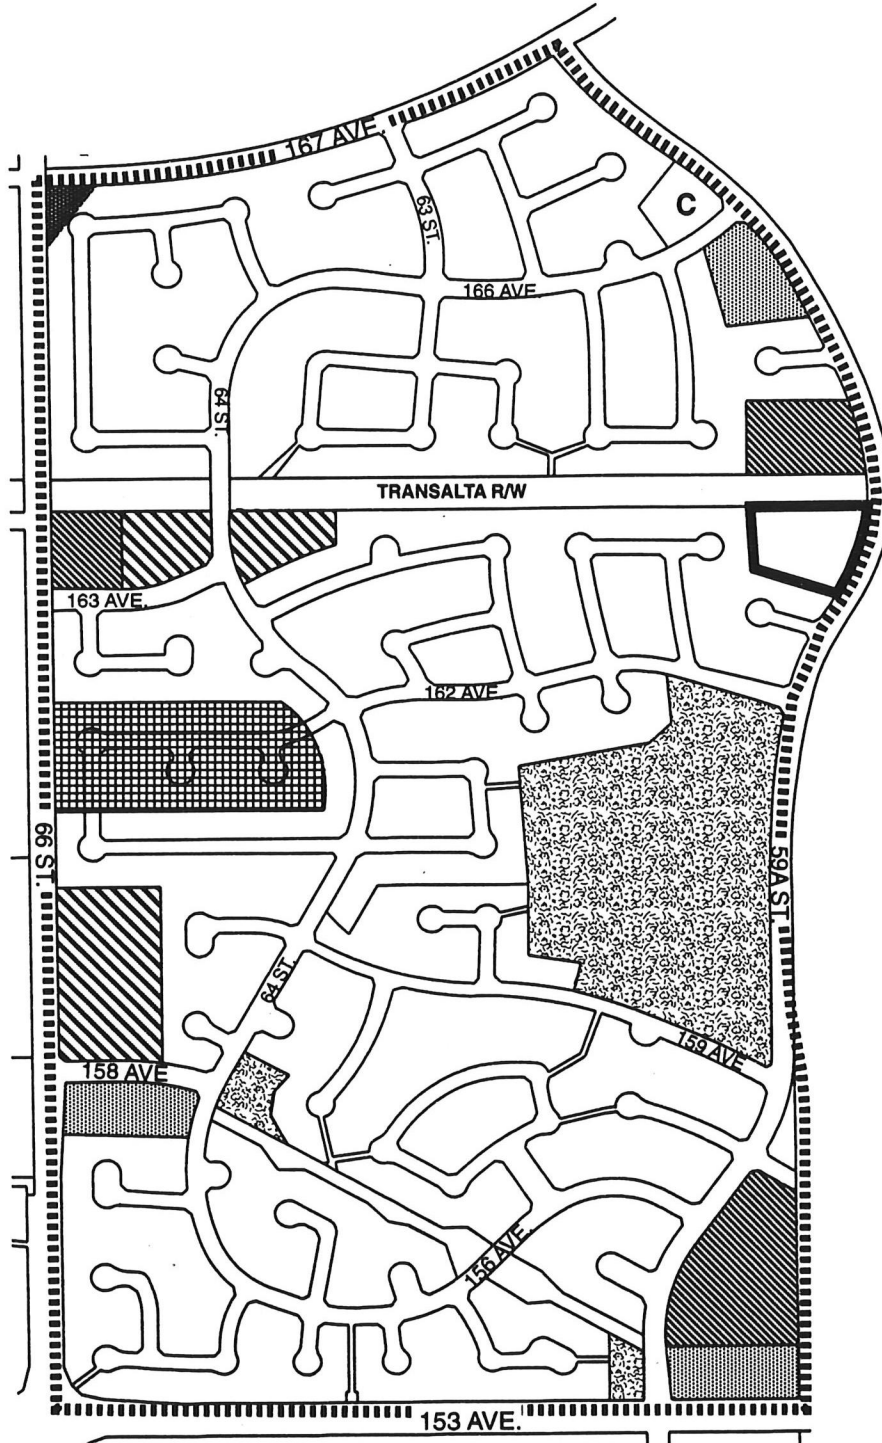 167 AVE.
C
63 ST.
166 AVE.
64 ST.
TRANSALTA R/W
163 AVE.
162 AVE
66 ST.
59A ST.
64 ST.
159 AVE
158 AVE
156 AVE.
153 AVE.